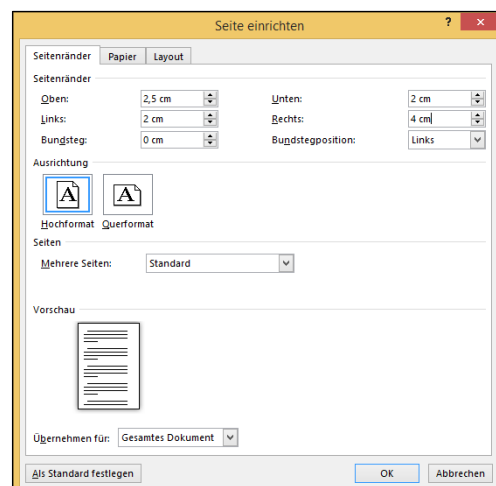 Seite einrichten ? ×
Seitenränder Papier Layout
Seitenränder
Oben: 2,5 cm Unten: 2 cm
Links: 2 cm Rechts: 4 cm
Bundsteg: 0 cm Bundstegposition: Links
Ausrichtung
A A
Hochformat Querformat
Seiten
Mehrere Seiten: Standard
Vorschau
Übernehmen für: Gesamtes Dokument
Als Standard festlegen OK Abbrechen